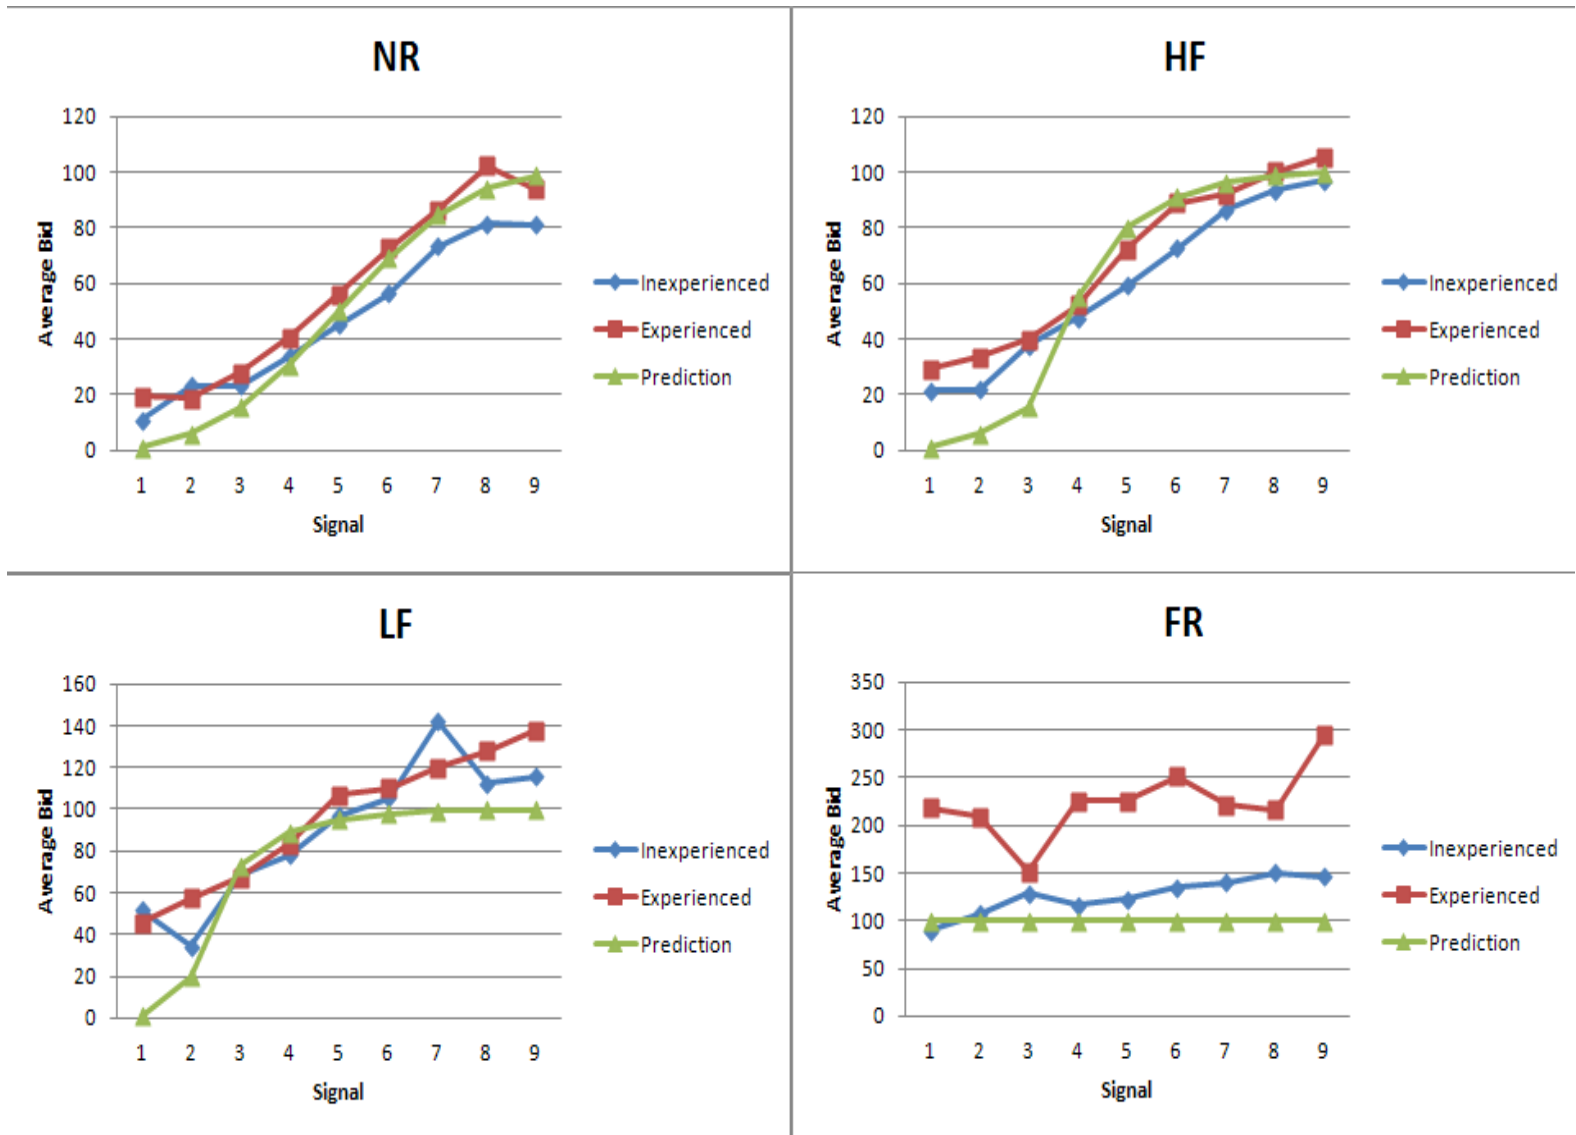 NR
120
100
80
60
40
20
0
Average Bid
1 2 3 4 5 6 7 8 9
Signal
Inexperienced
Experienced
Prediction
HF
120
100
80
60
40
20
0
Average Bid
1 2 3 4 5 6 7 8 9
Signal
Inexperienced
Experienced
Prediction
LF
160
140
120
100
80
60
40
20
0
Average Bid
1 2 3 4 5 6 7 8 9
Signal
Inexperienced
Experienced
Prediction
FR
350
300
250
200
150
100
50
0
Average Bid
1 2 3 4 5 6 7 8 9
Signal
Inexperienced
Experienced
Prediction